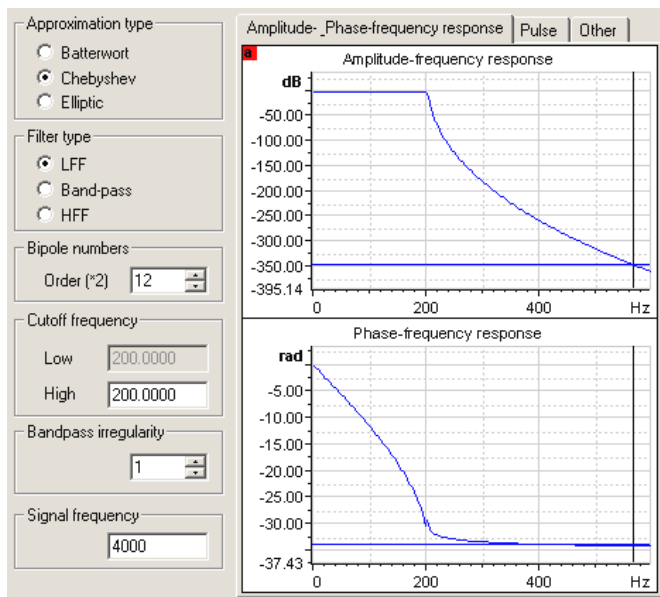 Approximation type
Batterwort
Chebyshev
Elliptic
Filter type
LFF
Band-pass
HFF
Bipole numbers
Order (*2) 12
Cutoff frequency
Low 200.0000
High 200.0000
Bandpass irregularity
1
Signal frequency
4000
Amplitude- _Phase-frequency response Pulse Other
a
Amplitude-frequency response
dB
-50.00
-100.00
-150.00
-200.00
-250.00
-300.00
-350.00
-395.14
0 200 400 Hz
Phase-frequency response
rad
-5.00
-10.00
-15.00
-20.00
-25.00
-30.00
-37.43
0 200 400 Hz